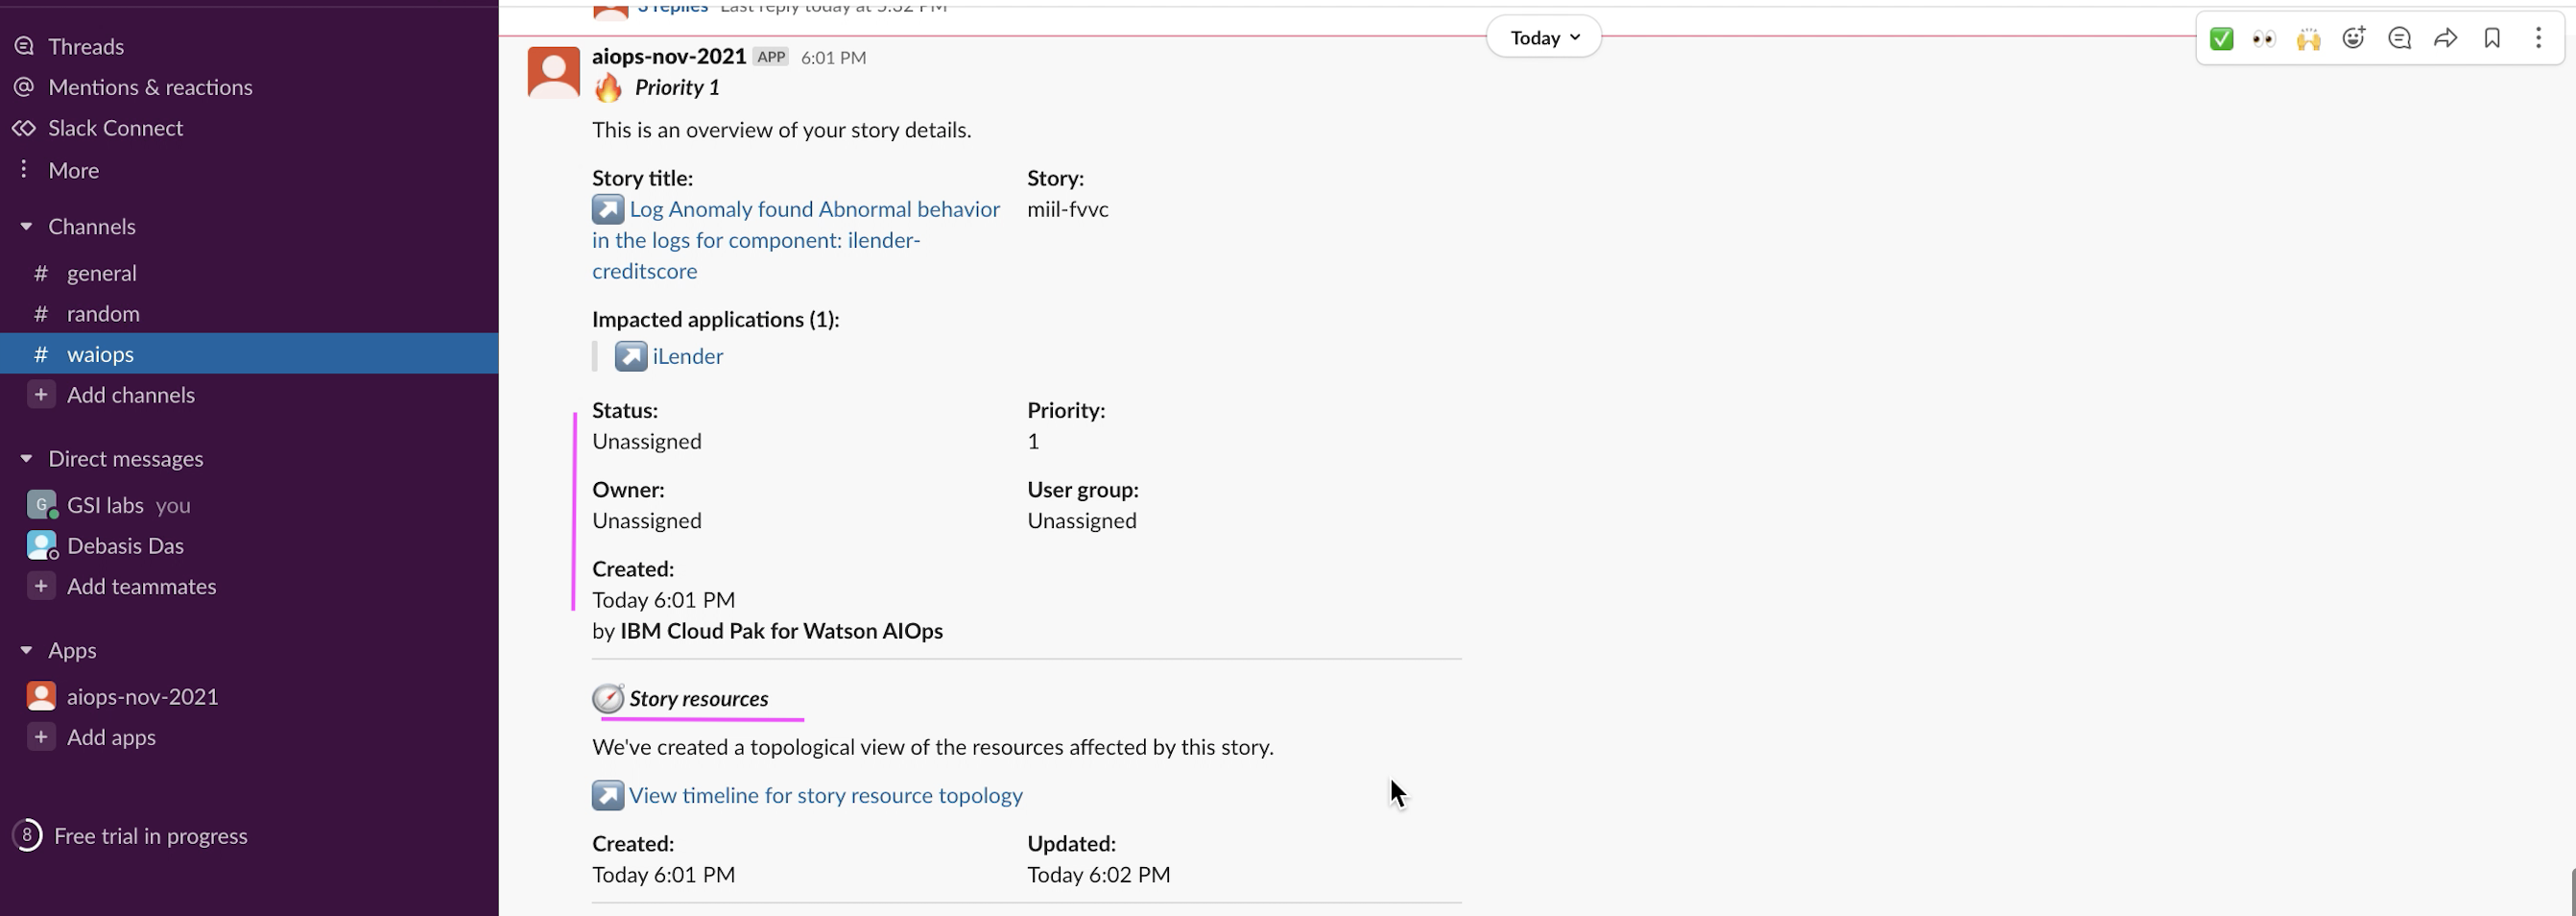 Threads
Mentions & reactions
Slack Connect
More
Channels
# general
# random
# waiops
+ Add channels
Direct messages
G GSI labs you
Debasis Das
+ Add teammates
Apps
aiops-nov-2021
+ Add apps
8 Free trial in progress
3 replies Last reply today at 5:32 PM
Today
aiops-nov-2021 APP 6:01 PM
Priority 1
This is an overview of your story details.
Story title: Story:
Log Anomaly found Abnormal behavior miil-fvvc
in the logs for component: ilender-
creditscore
Impacted applications (1):
iLender
Status: Priority:
Unassigned 1
Owner: User group:
Unassigned Unassigned
Created:
Today 6:01 PM
by IBM Cloud Pak for Watson AIOps
Story resources
We've created a topological view of the resources affected by this story.
View timeline for story resource topology
Created: Updated:
Today 6:01 PM Today 6:02 PM